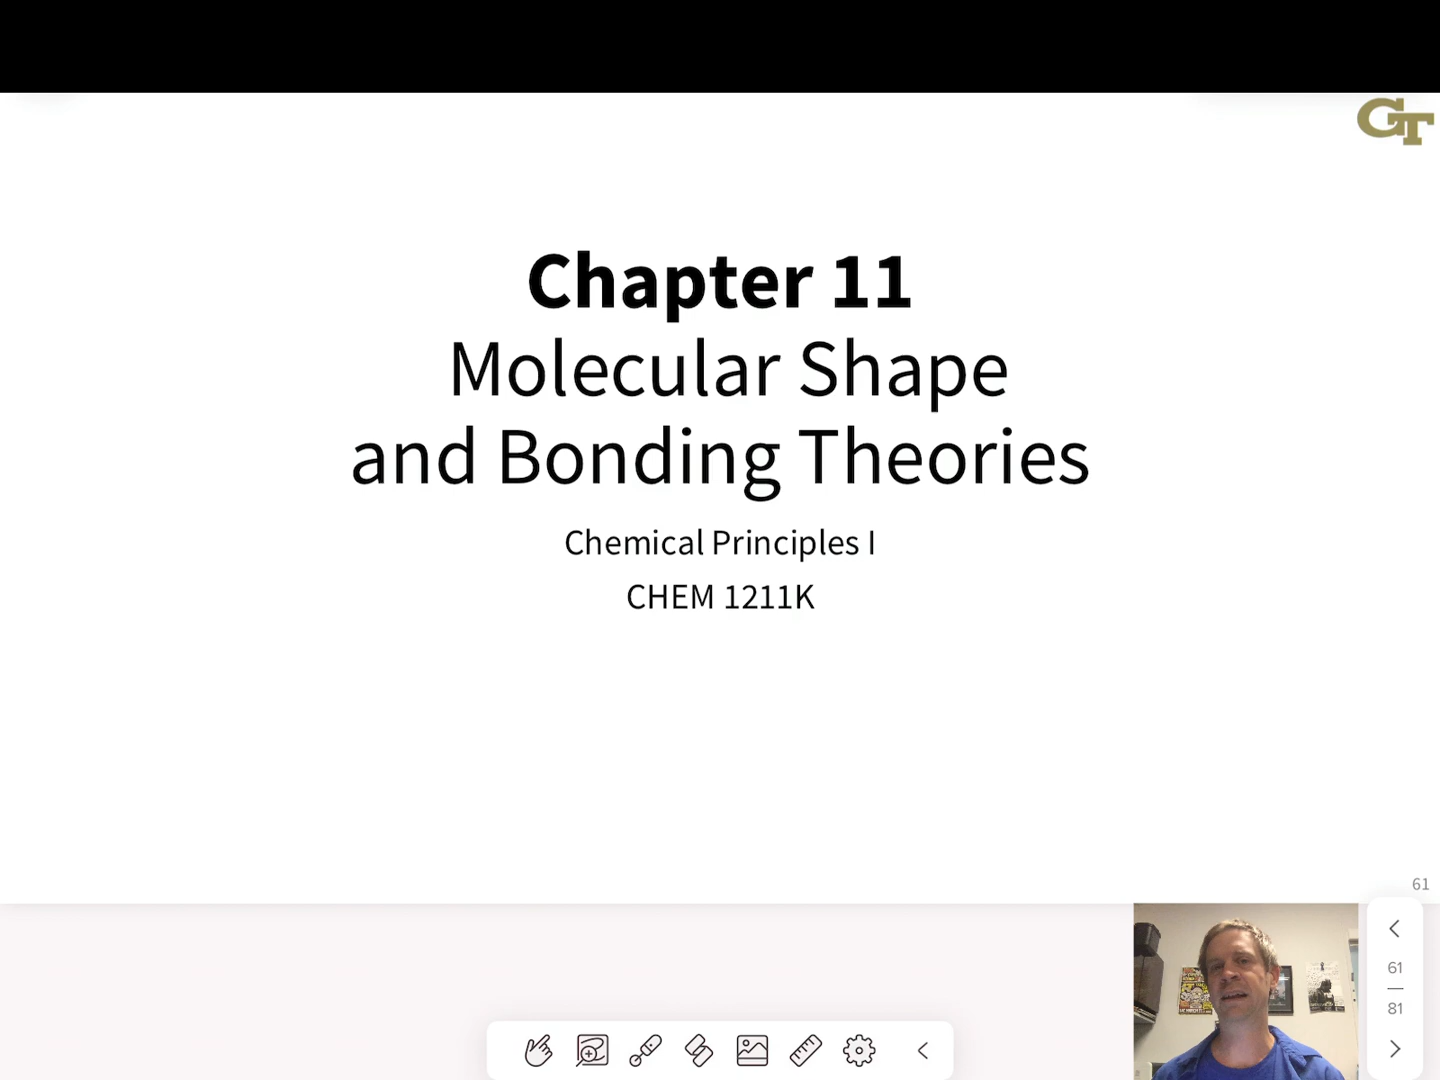 GT
Chapter 11
Molecular Shape
and Bonding Theories
Chemical Principles I
CHEM 1211K
61
61
81